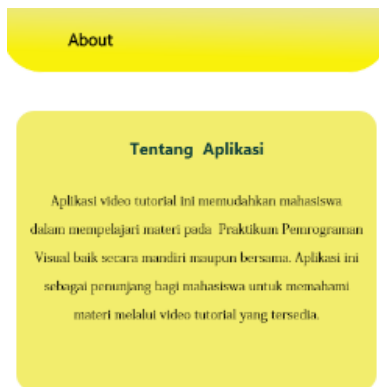 About
Tentang Aplikasi
Aplikasi video tutorial ini memudahkan mahasiswa
dalam mempelajari materi pada Praktikum Pemrograman
Visual baik secara mandiri maupun bersama. Aplikasi ini
sebagai penunjang bagi mahasiswa untuk memahami
materi melalui video tutorial yang tersedia.